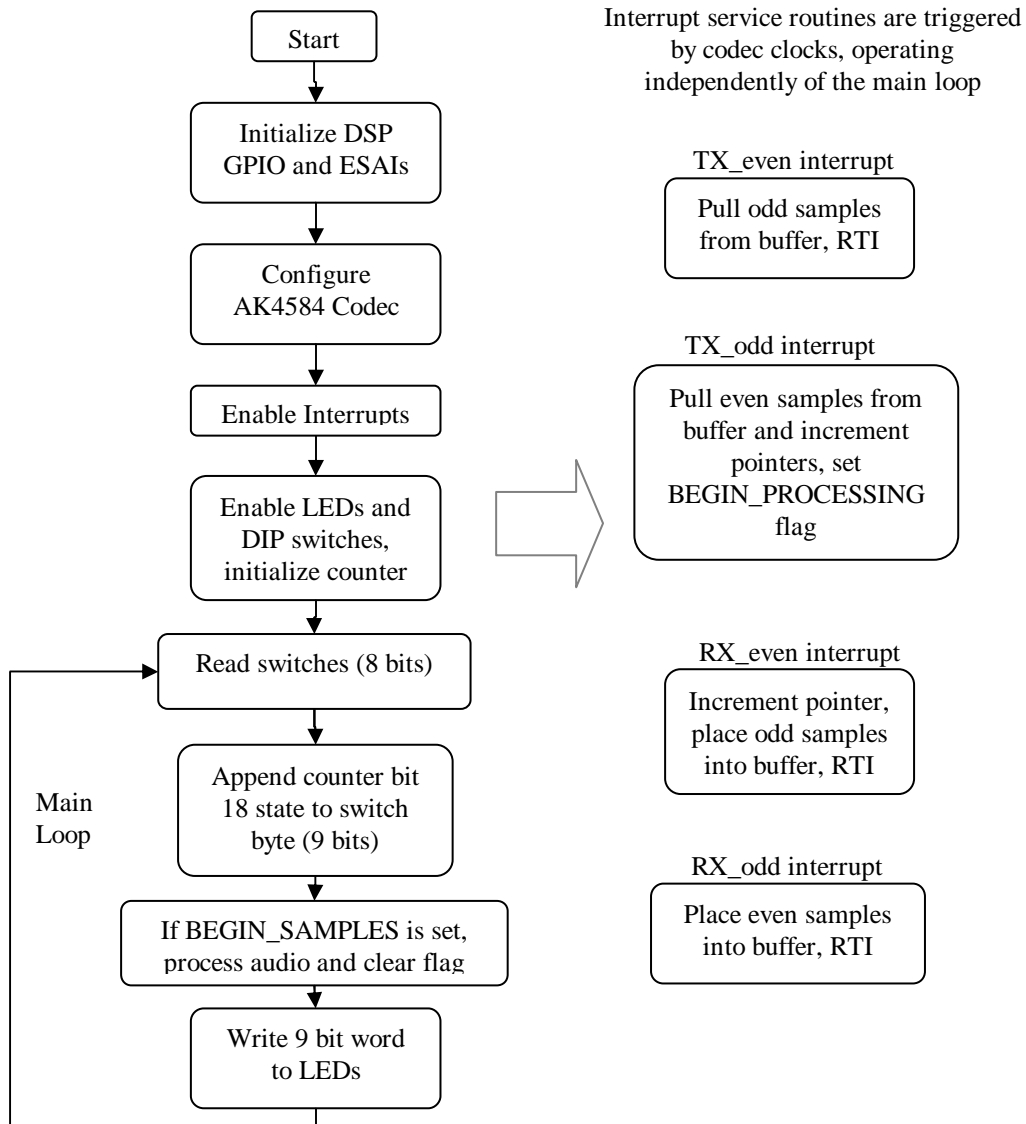 Start
Initialize DSP
GPIO and ESAIs
Configure
AK4584 Codec
Enable Interrupts
Enable LEDs and
DIP switches,
initialize counter
Read switches (8 bits)
Append counter bit
18 state to switch
byte (9 bits)
If BEGIN_SAMPLES is set,
process audio and clear flag
Write 9 bit word
to LEDs
Main
Loop
Interrupt service routines are triggered
by codec clocks, operating
independently of the main loop
TX_even interrupt
Pull odd samples
from buffer, RTI
TX_odd interrupt
Pull even samples from
buffer and increment
pointers, set
BEGIN_PROCESSING
flag
RX_even interrupt
Increment pointer,
place odd samples
into buffer, RTI
RX_odd interrupt
Place even samples
into buffer, RTI